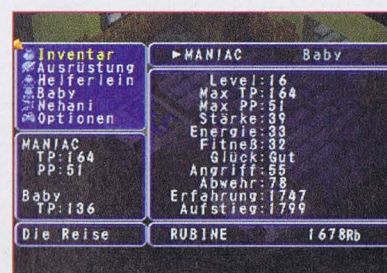 Inventar
Ausrüstung
Helferlein
Baby
Nehani
Optionen
MANIAC
TP:164
PP:51
Baby
TP:136
Die Reise
►MANIAC Baby
Level:16
Max TP:164
Max PP:51
Stärke:39
Energie:33
Fitneß:32
Glück:Gut
Angriff:55
Abwehr:78
Erfahrung:1747
Aufstieg:1799
RUBINE 1678Rb